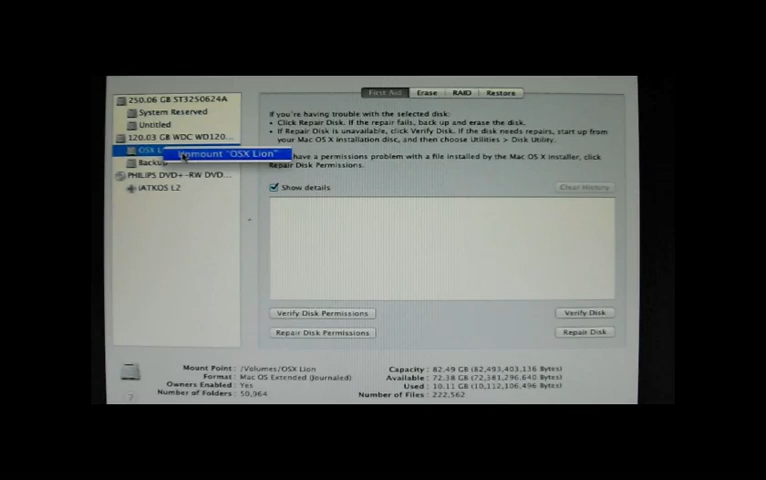 First Aid Erase RAID Restore
250.06 GB ST3250624A
System Reserved
Untitled
120.03 GB WDC WD120...
OSX Li
Unmount "OSX Lion"
Backup
PHILIPS DVD+-RW DVD...
iATKOS L2
If you're having trouble with the selected disk:
• Click Repair Disk. If the repair fails, back up and erase the disk.
• If Repair Disk is unavailable, click Verify Disk. If the disk needs repairs, start up from
your Mac OS X installation disc, and then choose Utilities > Disk Utility.
have a permissions problem with a file installed by the Mac OS X installer, click
Repair Disk Permissions.
Show details
Clear History
Verify Disk Permissions
Verify Disk
Repair Disk Permissions
Repair Disk
Mount Point : /Volumes/OSX Lion
Format : Mac OS Extended (Journaled)
Owners Enabled : Yes
Number of Folders : 50,964
Capacity : 82.49 GB (82,493,403,136 Bytes)
Available : 72.38 GB (72,381,296,640 Bytes)
Used : 10.11 GB (10,112,106,496 Bytes)
Number of Files : 222,562
?